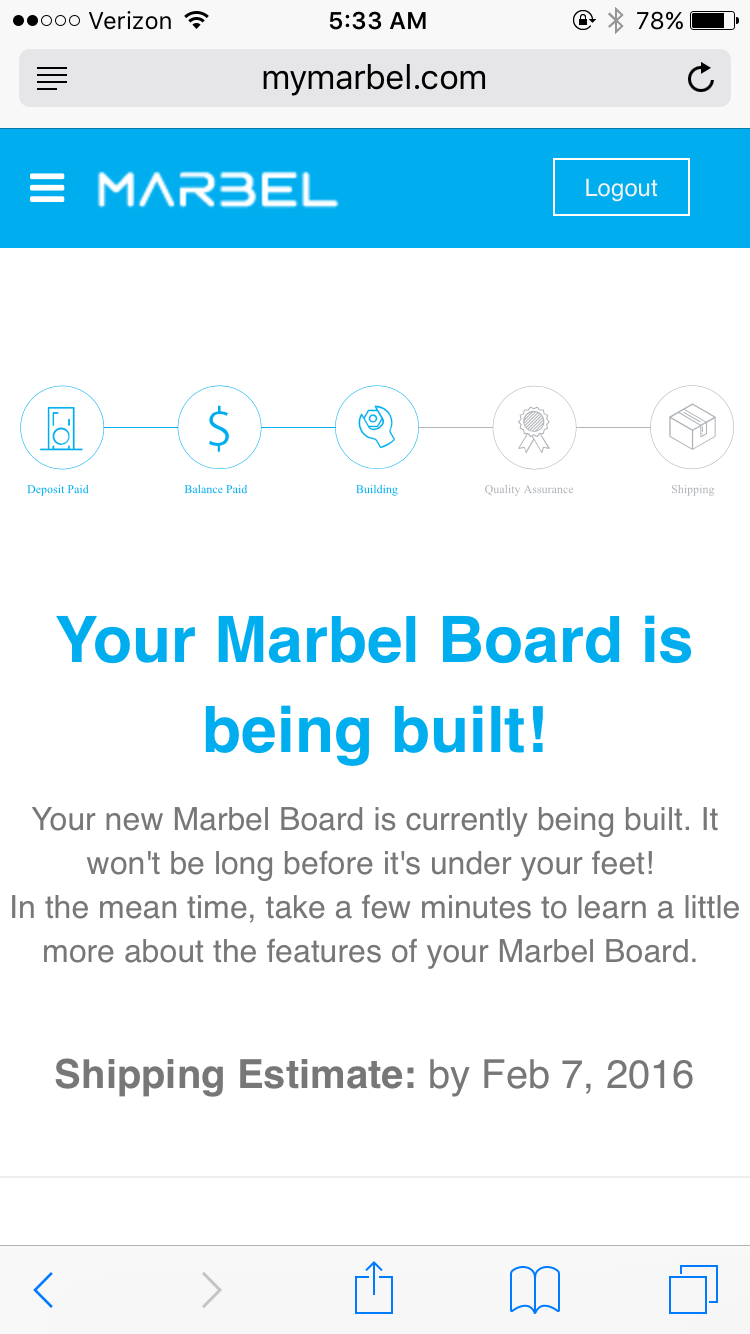 Verizon 5:33 AM 78%
mymarbel.com
MARBEL Logout
$
Deposit Paid Balance Paid Building Quality Assurance Shipping
Your Marbel Board is
being built!
Your new Marbel Board is currently being built. It
won't be long before it's under your feet!
In the mean time, take a few minutes to learn a little
more about the features of your Marbel Board.
Shipping Estimate: by Feb 7, 2016